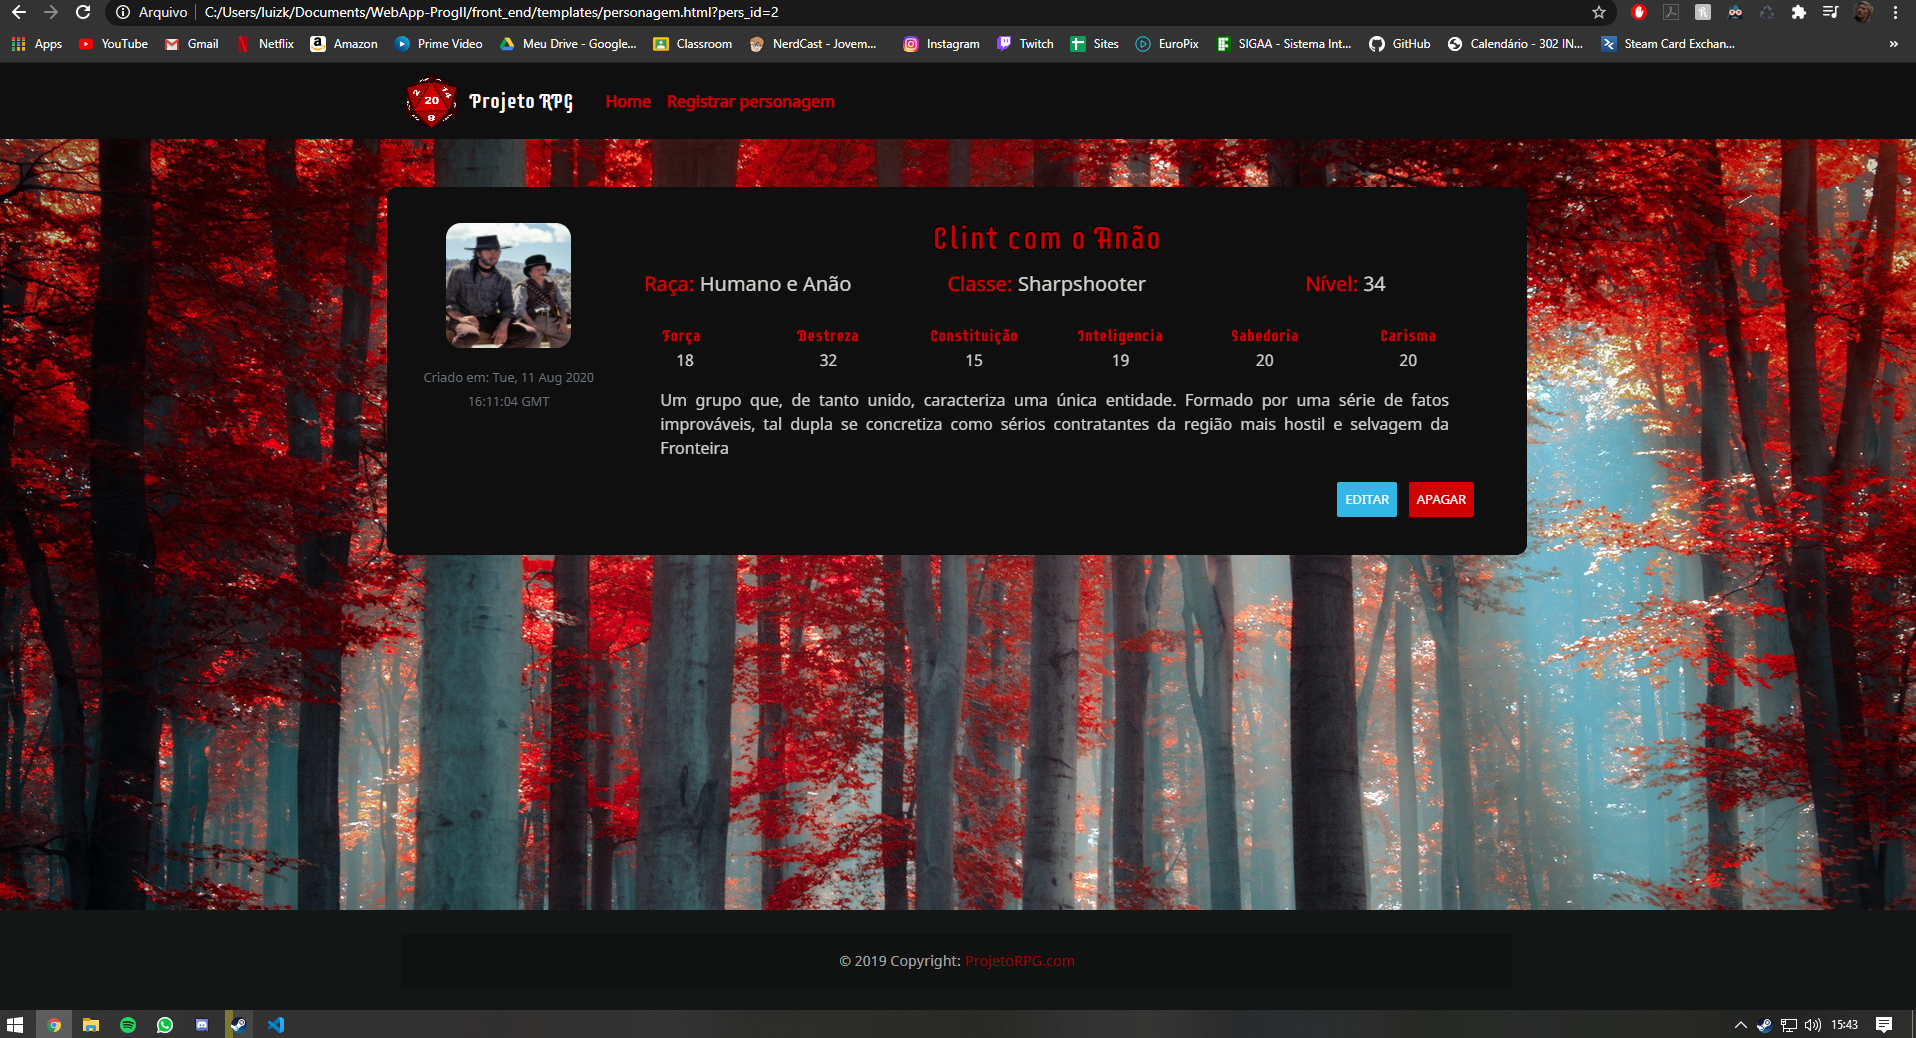 Arquivo C:/Users/luizk/Documents/WebApp-ProgII/front_end/templates/personagem.html?pers_id=2
Apps YouTube Gmail Netflix Amazon Prime Video Meu Drive - Google... Classroom NerdCast - Jovem... Instagram Twitch Sites EuroPix SIGAA - Sistema Int... GitHub Calendário - 302 IN... Steam Card Exchan... »
20 Projeto RPG Home Registrar personagem
Clint com o Anão
Raça: Humano e Anão Classe: Sharpshooter Nível: 34
Força Destreza Constituição Inteligencia Sabedoria Carisma
18 32 15 19 20 20
Criado em: Tue, 11 Aug 2020
16:11:04 GMT
Um grupo que, de tanto unido, caracteriza uma única entidade. Formado por uma série de fatos
improváveis, tal dupla se concretiza como sérios contratantes da região mais hostil e selvagem da
Fronteira
EDITAR APAGAR
© 2019 Copyright: ProjetoRPG.com
15:43